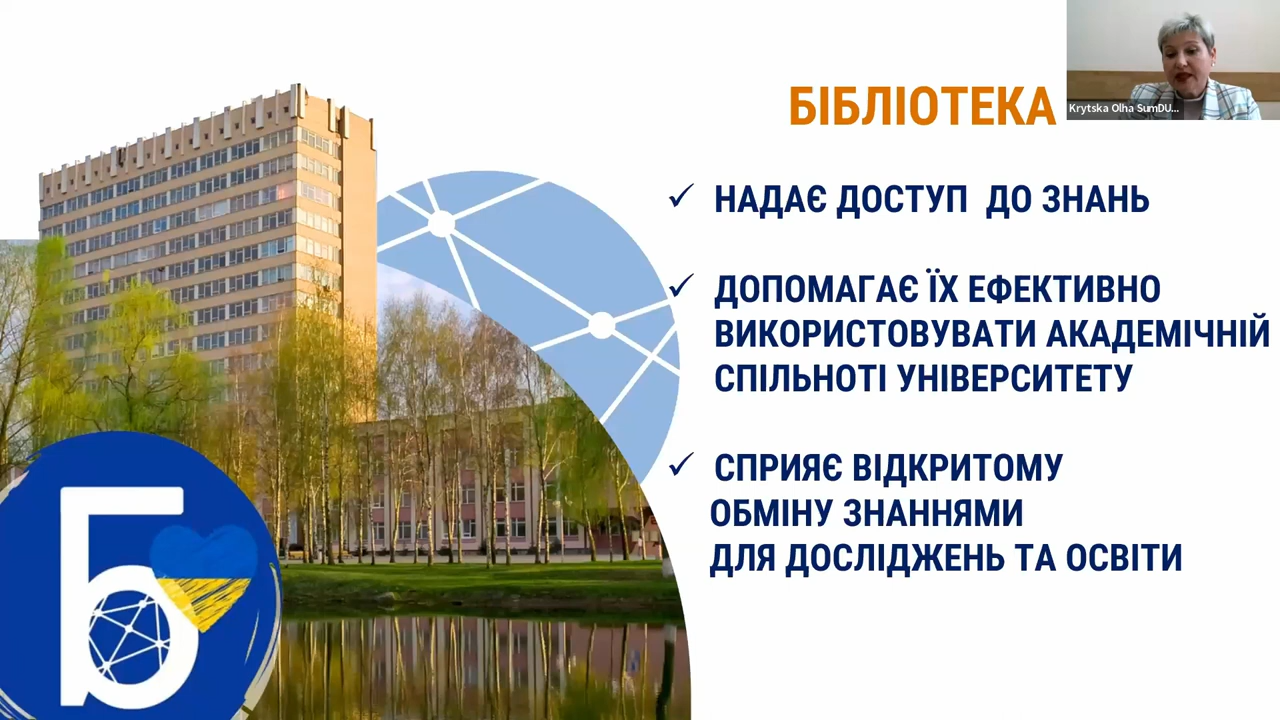 БІБЛІОТЕКА
Krytska Olha SumDU...
✓ НАДАЄ ДОСТУП ДО ЗНАНЬ
✓ ДОПОМАГАЄ ЇХ ЕФЕКТИВНО
ВИКОРИСТОВУВАТИ АКАДЕМІЧНІЙ
СПІЛЬНОТІ УНІВЕРСИТЕТУ
✓ СПРИЯЄ ВІДКРИТОМУ
ОБМІНУ ЗНАННЯМИ
ДЛЯ ДОСЛІДЖЕНЬ ТА ОСВІТИ
Б